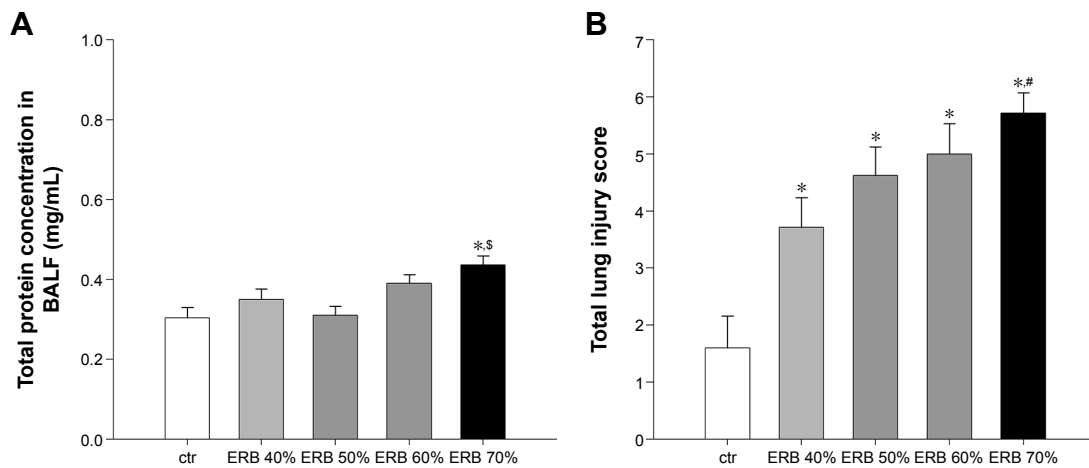 A
Total protein concentration in
BALF (mg/mL)
1.0
0.8
0.6
0.4
0.2
0.0
*,$
ctr ERB 40% ERB 50% ERB 60% ERB 70%
B
Total lung injury score
7
6
5
4
3
2
1
0
*
*
*
*,#
ctr ERB 40% ERB 50% ERB 60% ERB 70%